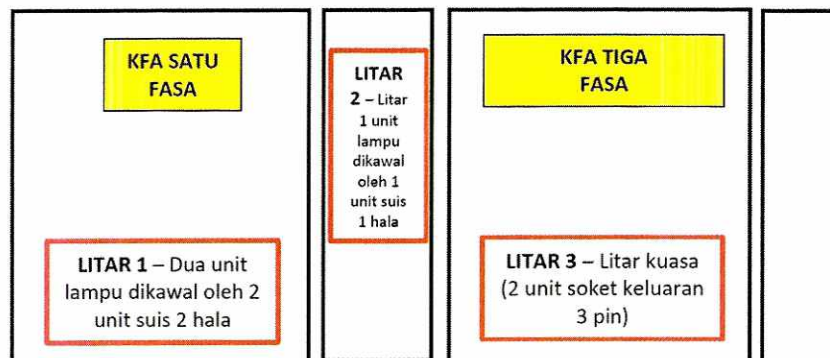 KFA SATU
FASA
LITAR 1 – Dua unit
lampu dikawal oleh 2
unit suis 2 hala
LITAR
2 – Litar
1 unit
lampu
dikawal
oleh 1
unit suis
1 hala
KFA TIGA
FASA
LITAR 3 – Litar kuasa
(2 unit soket keluaran
3 pin)